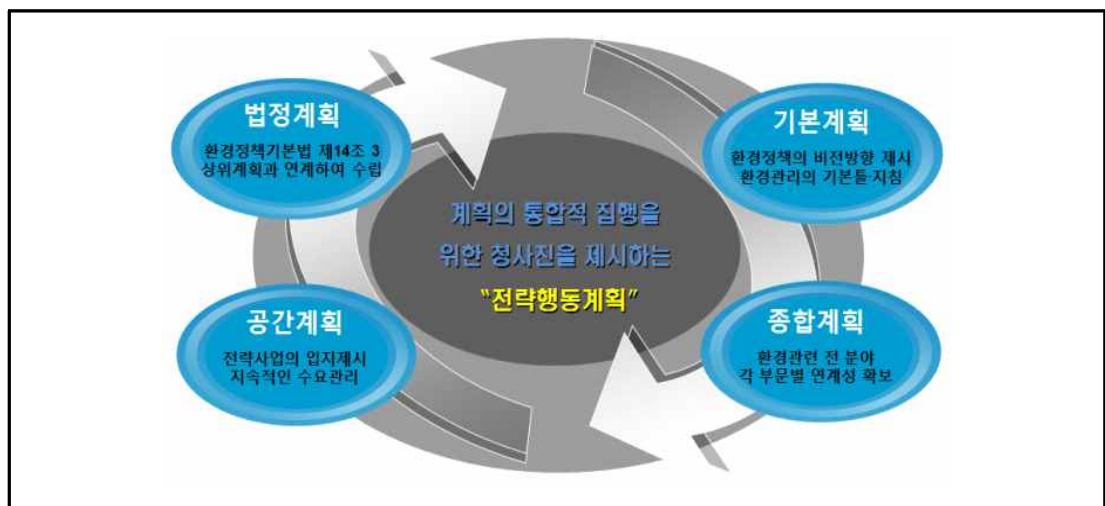 법정계획
환경정책기본법 제14조 3
상위계획과 연계하여 수립
기본계획
환경정책의 비전방향 제시
환경관리의 기본틀·지침
계획의 통합적 집행을
위한 청사진을 제시하는
“전략행동계획”
공간계획
전략사업의 입지제시
지속적인 수요관리
종합계획
환경관련 전 분야
각 부문별 연계성 확보